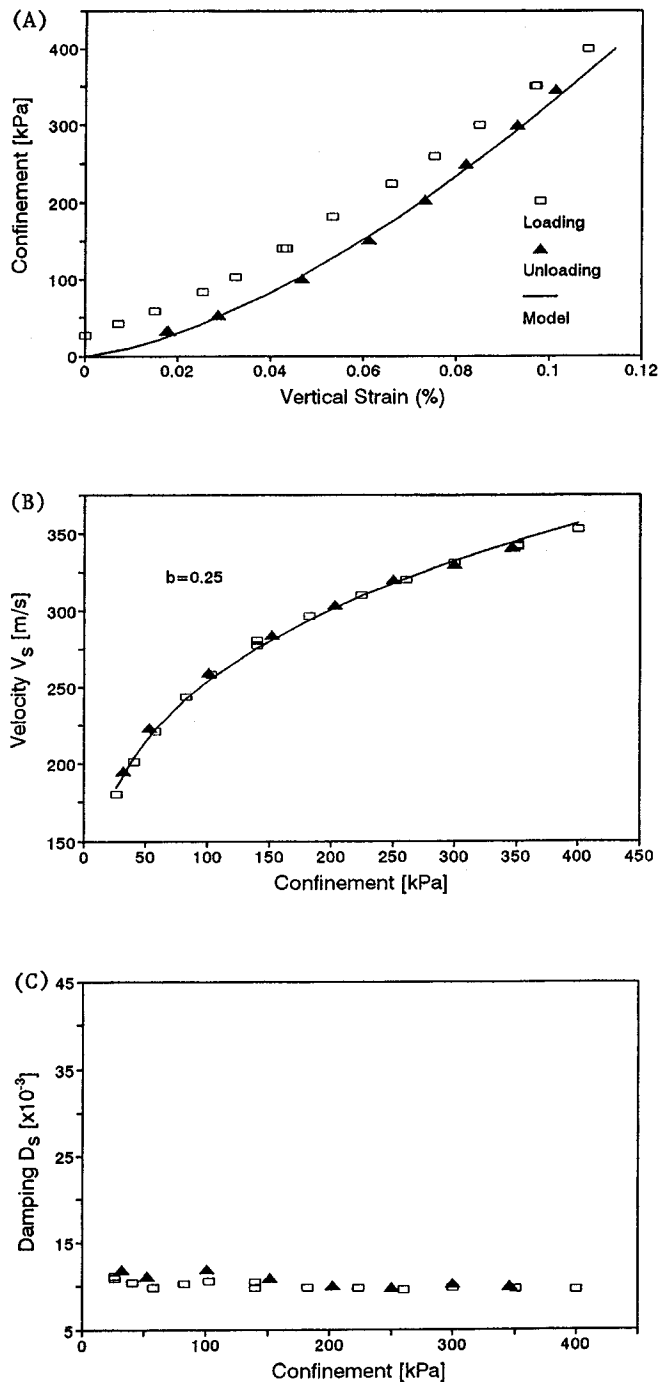 (A)
Confinement [kPa]
400
300
200
100
0
Loading
Unloading
Model
0 0.02 0.04 0.06 0.08 0.1 0.12
Vertical Strain (%)
(B)
Velocity V_S [m/s]
350
300
250
200
150
b=0.25
0 50 100 150 200 250 300 350 400 450
Confinement [kPa]
(C)
Damping D_S [x10⁻³]
45
35
25
15
5
0 100 200 300 400
Confinement [kPa]